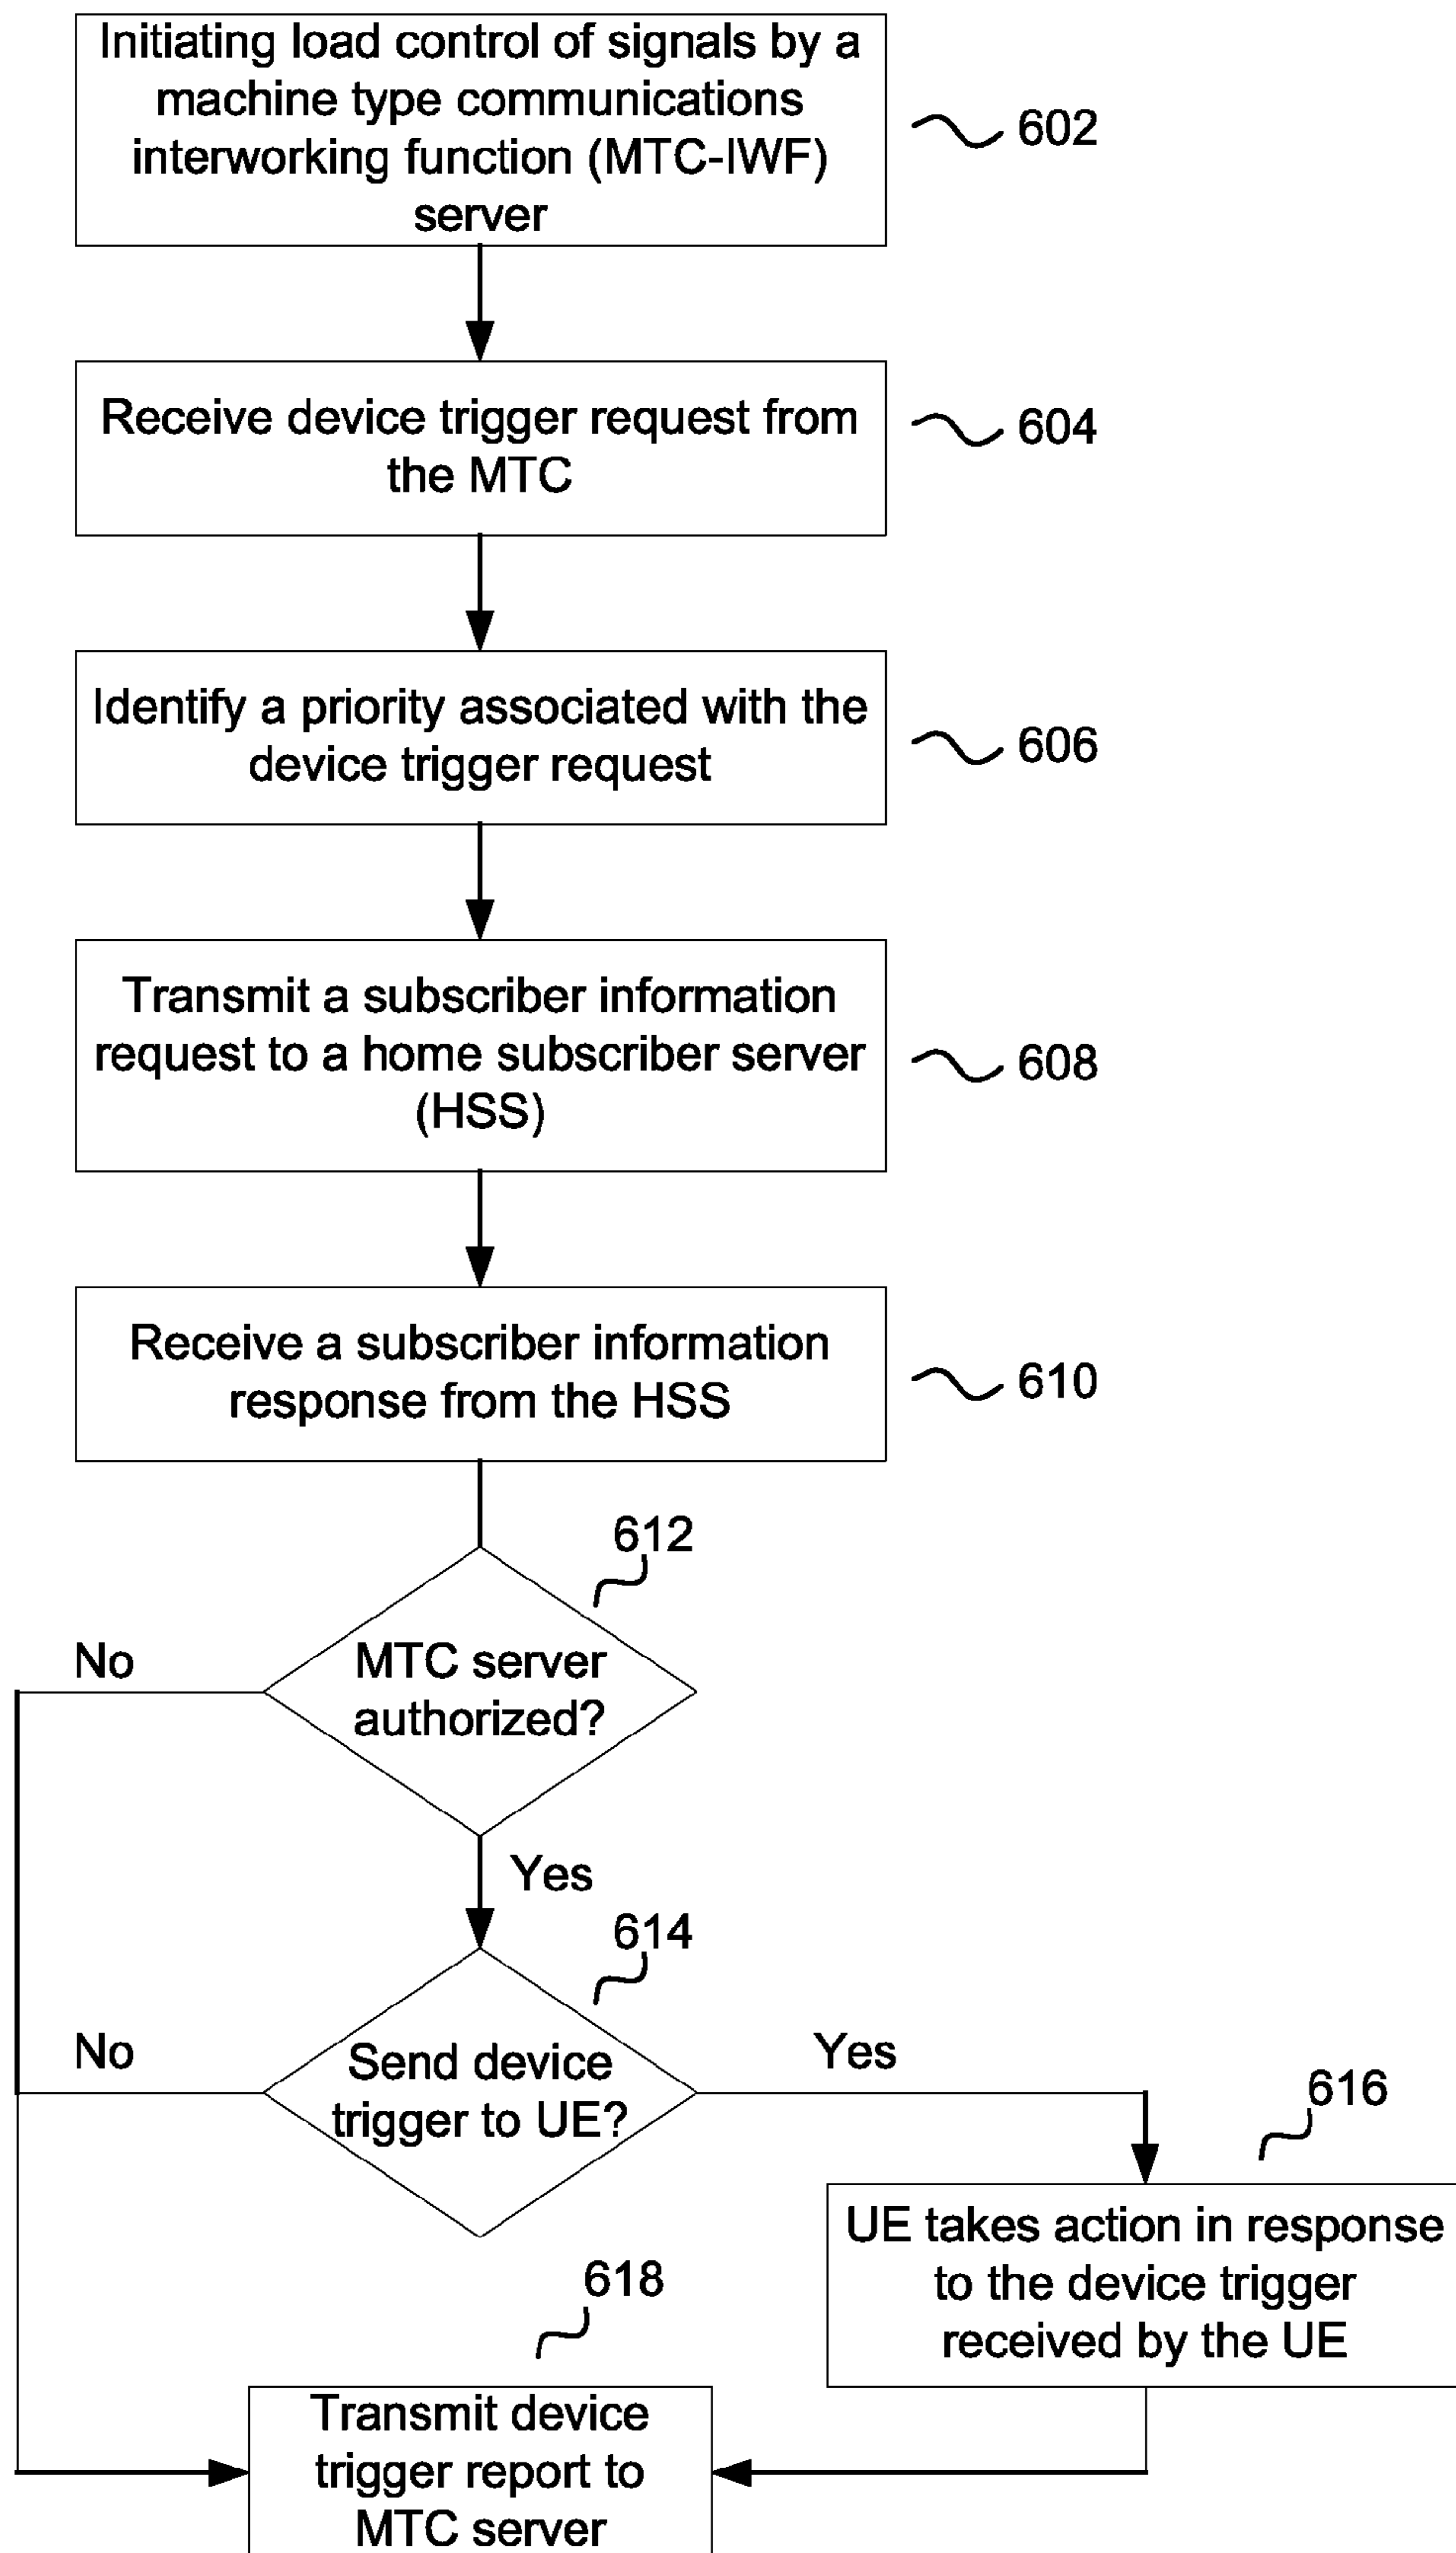 Initiating load control of signals by a
machine type communications
interworking function (MTC-IWF)
server
602
Receive device trigger request from
the MTC
604
Identify a priority associated with the
device trigger request
606
Transmit a subscriber information
request to a home subscriber server
(HSS)
608
Receive a subscriber information
response from the HSS
610
612
No
MTC server
authorized?
Yes
614
No
Send device
trigger to UE?
Yes
616
UE takes action in response
to the device trigger
received by the UE
618
Transmit device
trigger report to
MTC server